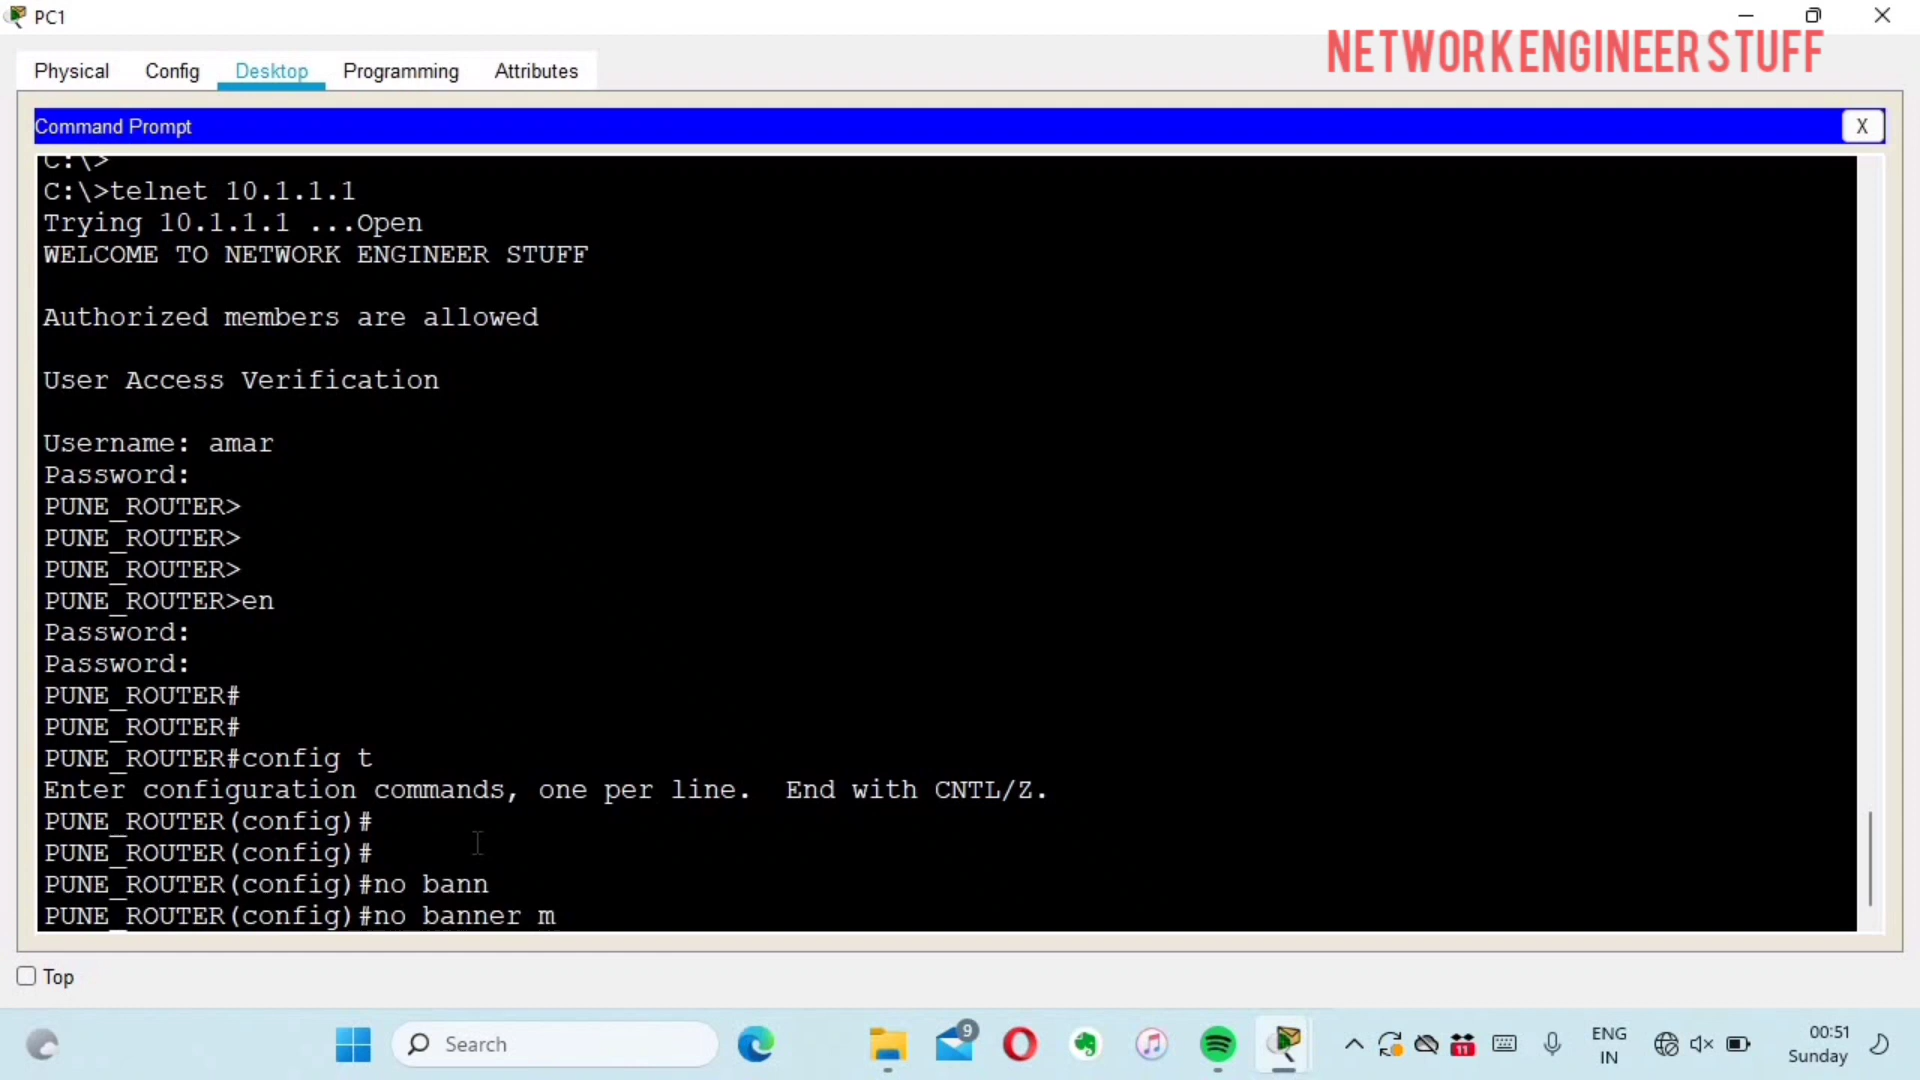 PC1
NETWORK ENGINEER STUFF
Physical Config Desktop Programming Attributes
Command Prompt
X
C:\>
C:\>telnet 10.1.1.1
Trying 10.1.1.1 ...Open
WELCOME TO NETWORK ENGINEER STUFF
Authorized members are allowed
User Access Verification
Username: amar
Password:
PUNE_ROUTER>
PUNE_ROUTER>
PUNE_ROUTER>
PUNE_ROUTER>en
Password:
Password:
PUNE_ROUTER#
PUNE_ROUTER#
PUNE_ROUTER#config t
Enter configuration commands, one per line.  End with CNTL/Z.
PUNE_ROUTER(config)#
PUNE_ROUTER(config)#
PUNE_ROUTER(config)#no bann
PUNE_ROUTER(config)#no banner m
Top
Search
9
11
ENG
IN
00:51
Sunday